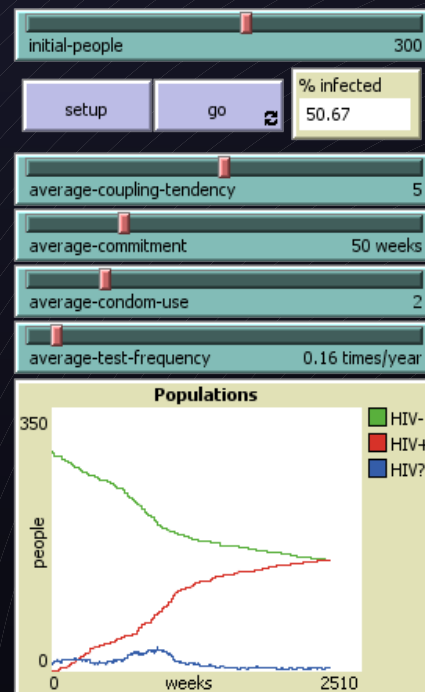 initial-people 300
setup
go
% infected
50.67
average-coupling-tendency 5
average-commitment 50 weeks
average-condom-use 2
average-test-frequency 0.16 times/year
Populations
350
people
0
0 weeks 2510
HIV-
HIV+
HIV?